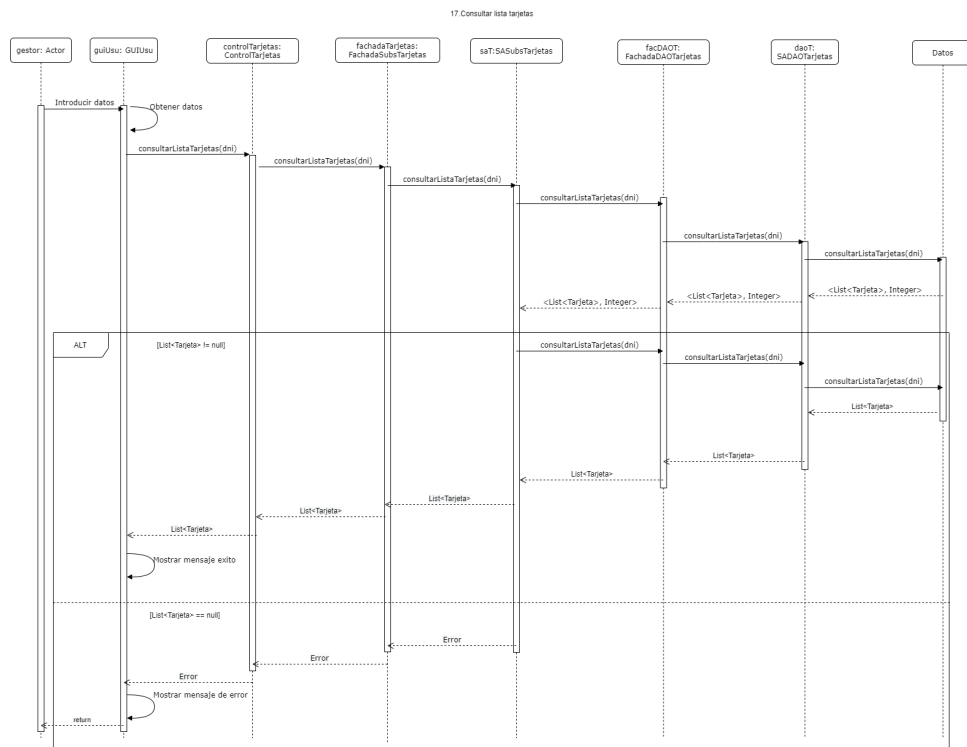 17.Consultar lista tarjetas
gestor: Actor
guiUsu: GUIUsu
controlTarjetas:
ControlTarjetas
fachadaTarjetas:
FachadaSubsTarjetas
saT:SASubsTarjetas
facDAOT:
FachadaDAOTarjetas
daoT:
SADAOTarjetas
Datos
Introducir datos
Obtener datos
consultarListaTarjetas(dni)
consultarListaTarjetas(dni)
consultarListaTarjetas(dni)
consultarListaTarjetas(dni)
consultarListaTarjetas(dni)
consultarListaTarjetas(dni)
<List<Tarjeta>, Integer>
<List<Tarjeta>, Integer>
<List<Tarjeta>, Integer>
ALT
[List<Tarjeta> != null]
consultarListaTarjetas(dni)
consultarListaTarjetas(dni)
consultarListaTarjetas(dni)
List<Tarjeta>
List<Tarjeta>
List<Tarjeta>
List<Tarjeta>
List<Tarjeta>
List<Tarjeta>
Mostrar mensaje exito
[List<Tarjeta> == null]
Error
Error
Error
Mostrar mensaje de error
return